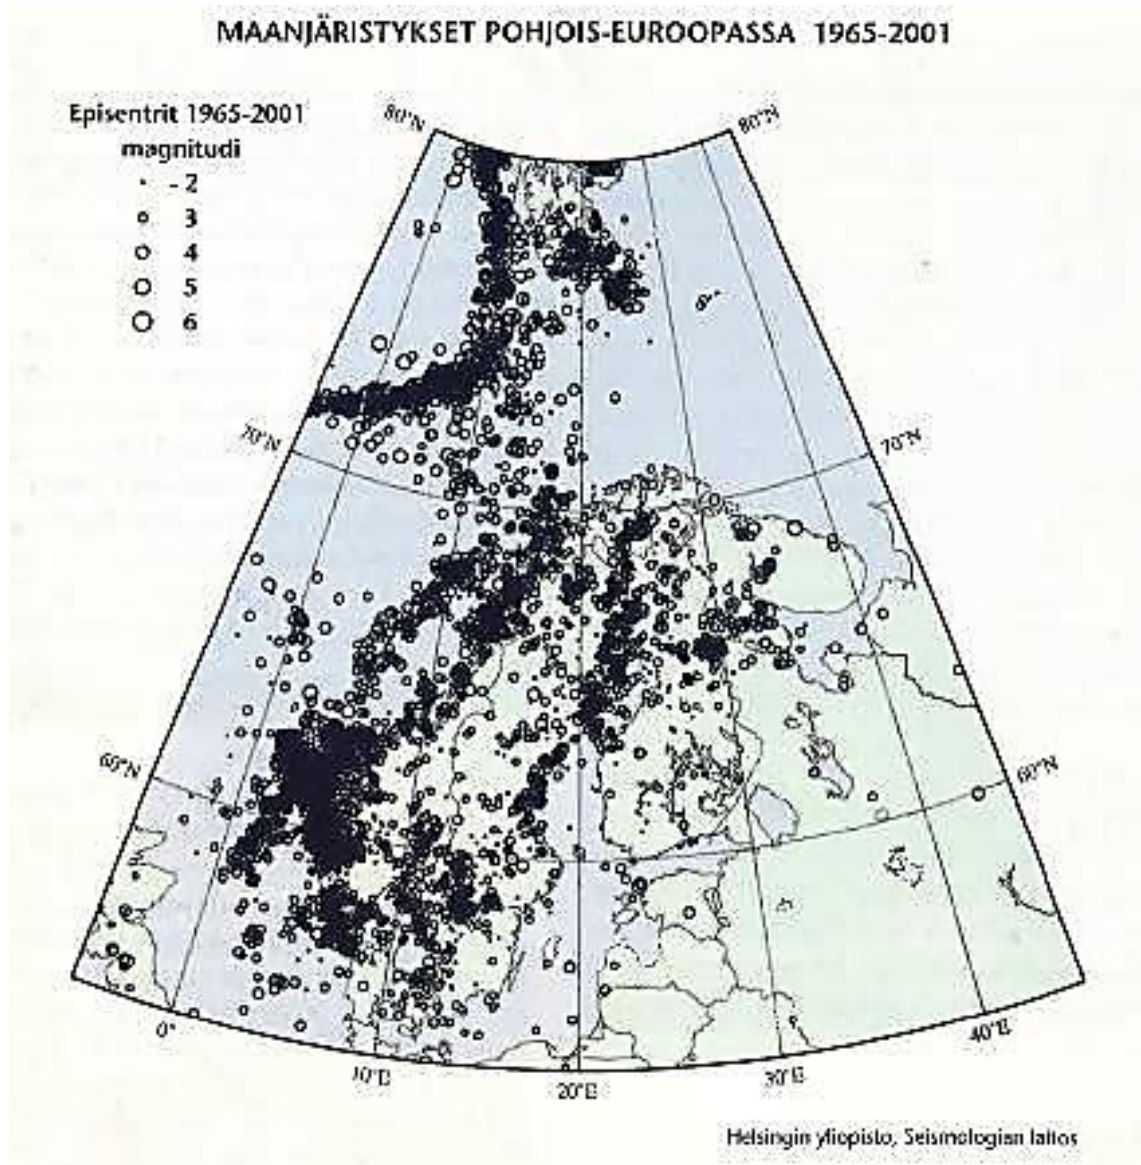 MAANJÄRISTYKSET POHJOIS-EUROOPASSA 1965-2001
Episentrit 1965-2001
magnitudi
- 2
3
4
5
6
80°N
80°N
70°N
70°N
60°N
60°N
0°
10°E
20°E
30°E
40°E
Helsingin yliopisto, Seismologian laitos